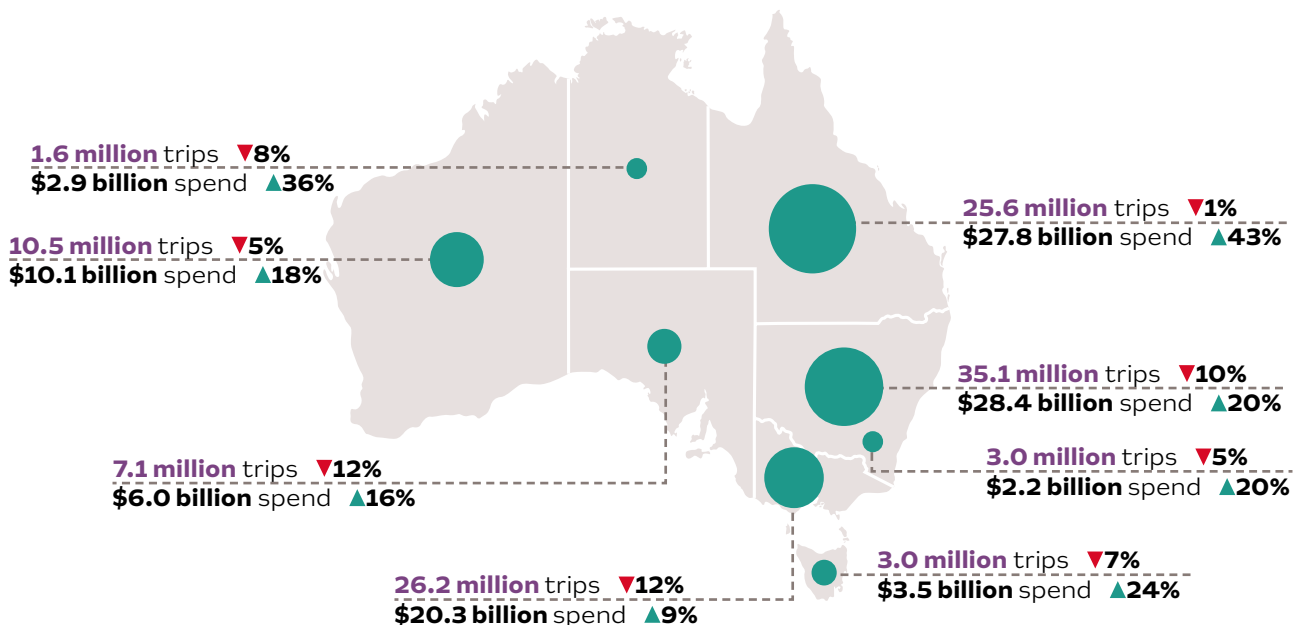 1.6 million trips ▼8%
$2.9 billion spend ▲36%
10.5 million trips ▼5%
$10.1 billion spend ▲18%
25.6 million trips ▼1%
$27.8 billion spend ▲43%
35.1 million trips ▼10%
$28.4 billion spend ▲20%
7.1 million trips ▼12%
$6.0 billion spend ▲16%
3.0 million trips ▼5%
$2.2 billion spend ▲20%
26.2 million trips ▼12%
$20.3 billion spend ▲9%
3.0 million trips ▼7%
$3.5 billion spend ▲24%